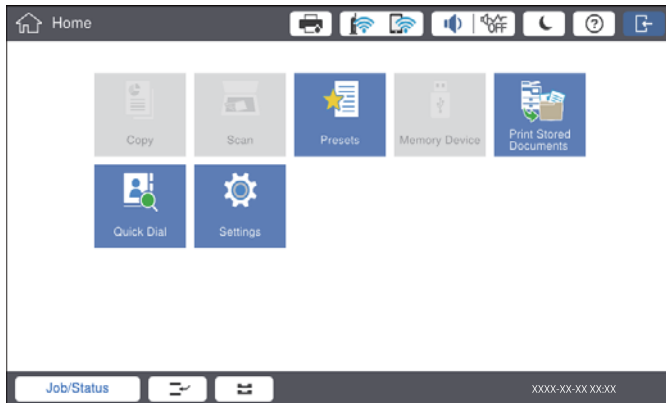 Home
OFF
?
Copy
Scan
Presets
Memory Device
Print Stored
Documents
Quick Dial
Settings
Job/Status
XXXX-XX-XX XX:XX